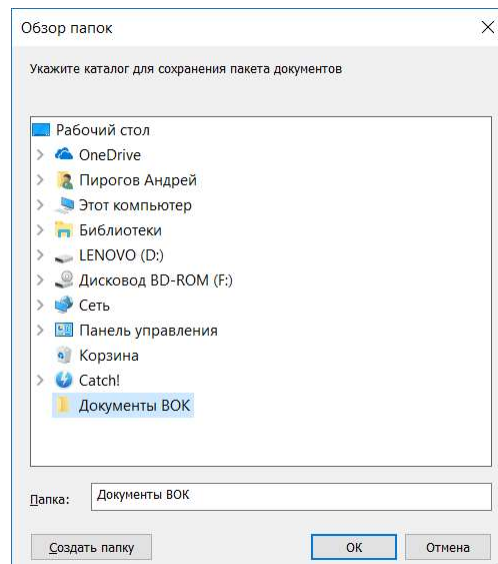 Обзор папок
Укажите каталог для сохранения пакета документов
Рабочий стол
OneDrive
Пирогов Андрей
Этот компьютер
Библиотеки
LENOVO (D:)
Дисковод BD-ROM (F:)
Сеть
Панель управления
Корзина
Catch!
Документы ВОК
Папка: Документы ВОК
Создать папку ОК Отмена